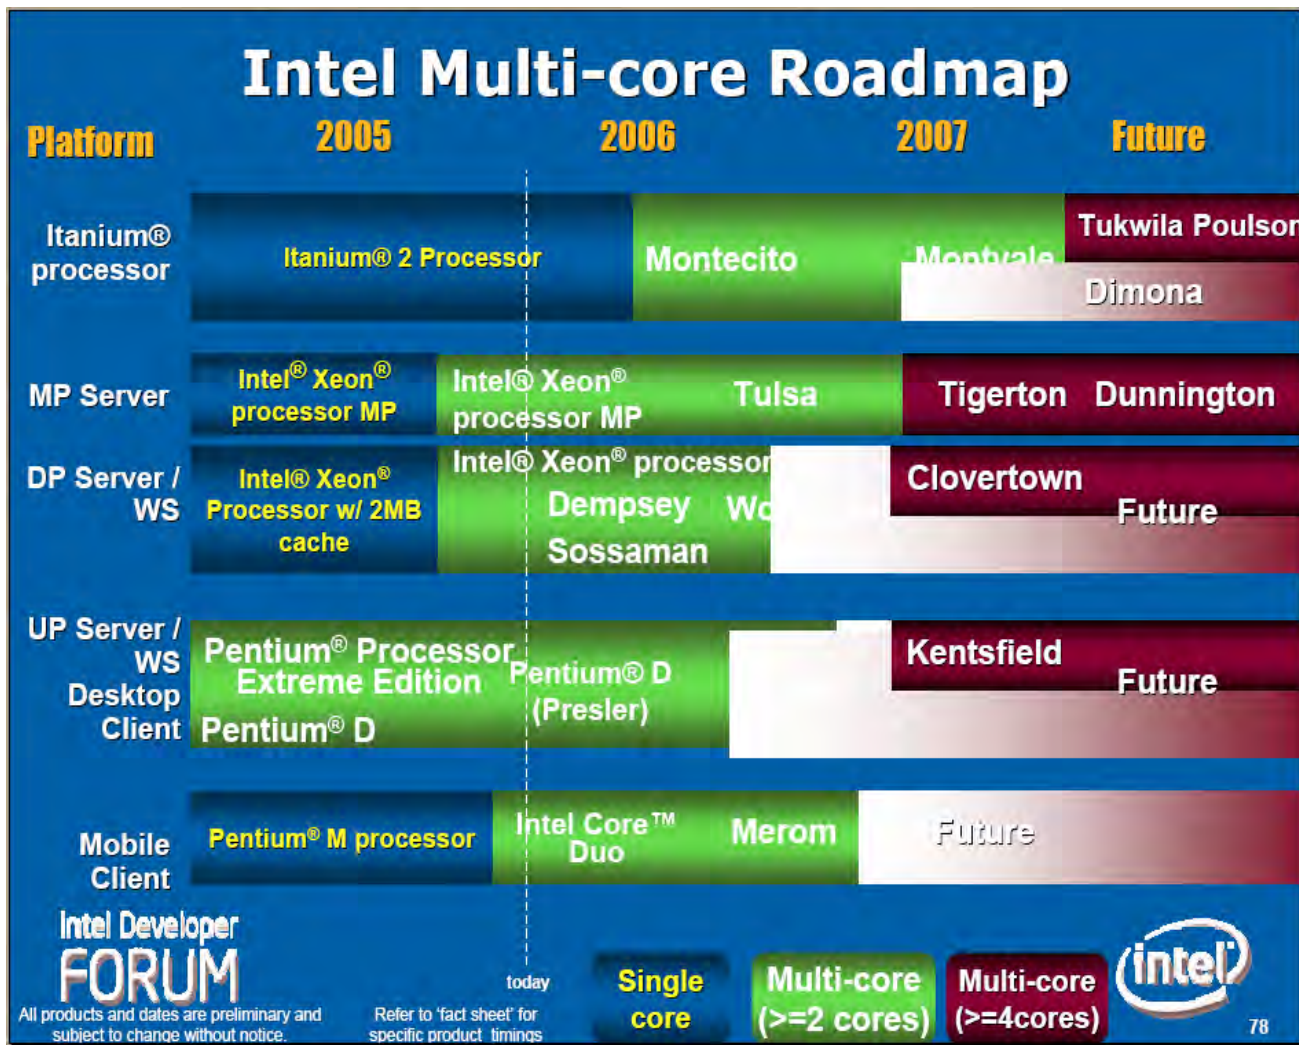 Intel Multi-core Roadmap
Platform 2005 2006 2007 Future
Itanium®
processor
Itanium® 2 Processor
Montecito
Montvale
Tukwila Poulson
Dimona
MP Server
Intel® Xeon®
processor MP
Intel® Xeon®
processor MP
Tulsa
Tigerton Dunnington
DP Server /
WS
Intel® Xeon®
Processor w/ 2MB
cache
Intel® Xeon® processor
Dempsey
Sossaman
Clovertown
Future
UP Server /
WS
Desktop
Client
Pentium® Processor
Extreme Edition
Pentium® D
Pentium® D
(Presler)
Kentsfield
Future
Mobile
Client
Pentium® M processor
Intel Core™
Duo
Merom
Future
Intel Developer
FORUM
All products and dates are preliminary and
subject to change without notice.
today
Refer to 'fact sheet' for
specific product timings
Single
core
Multi-core
(>=2 cores)
Multi-core
(>=4cores)
intel
78